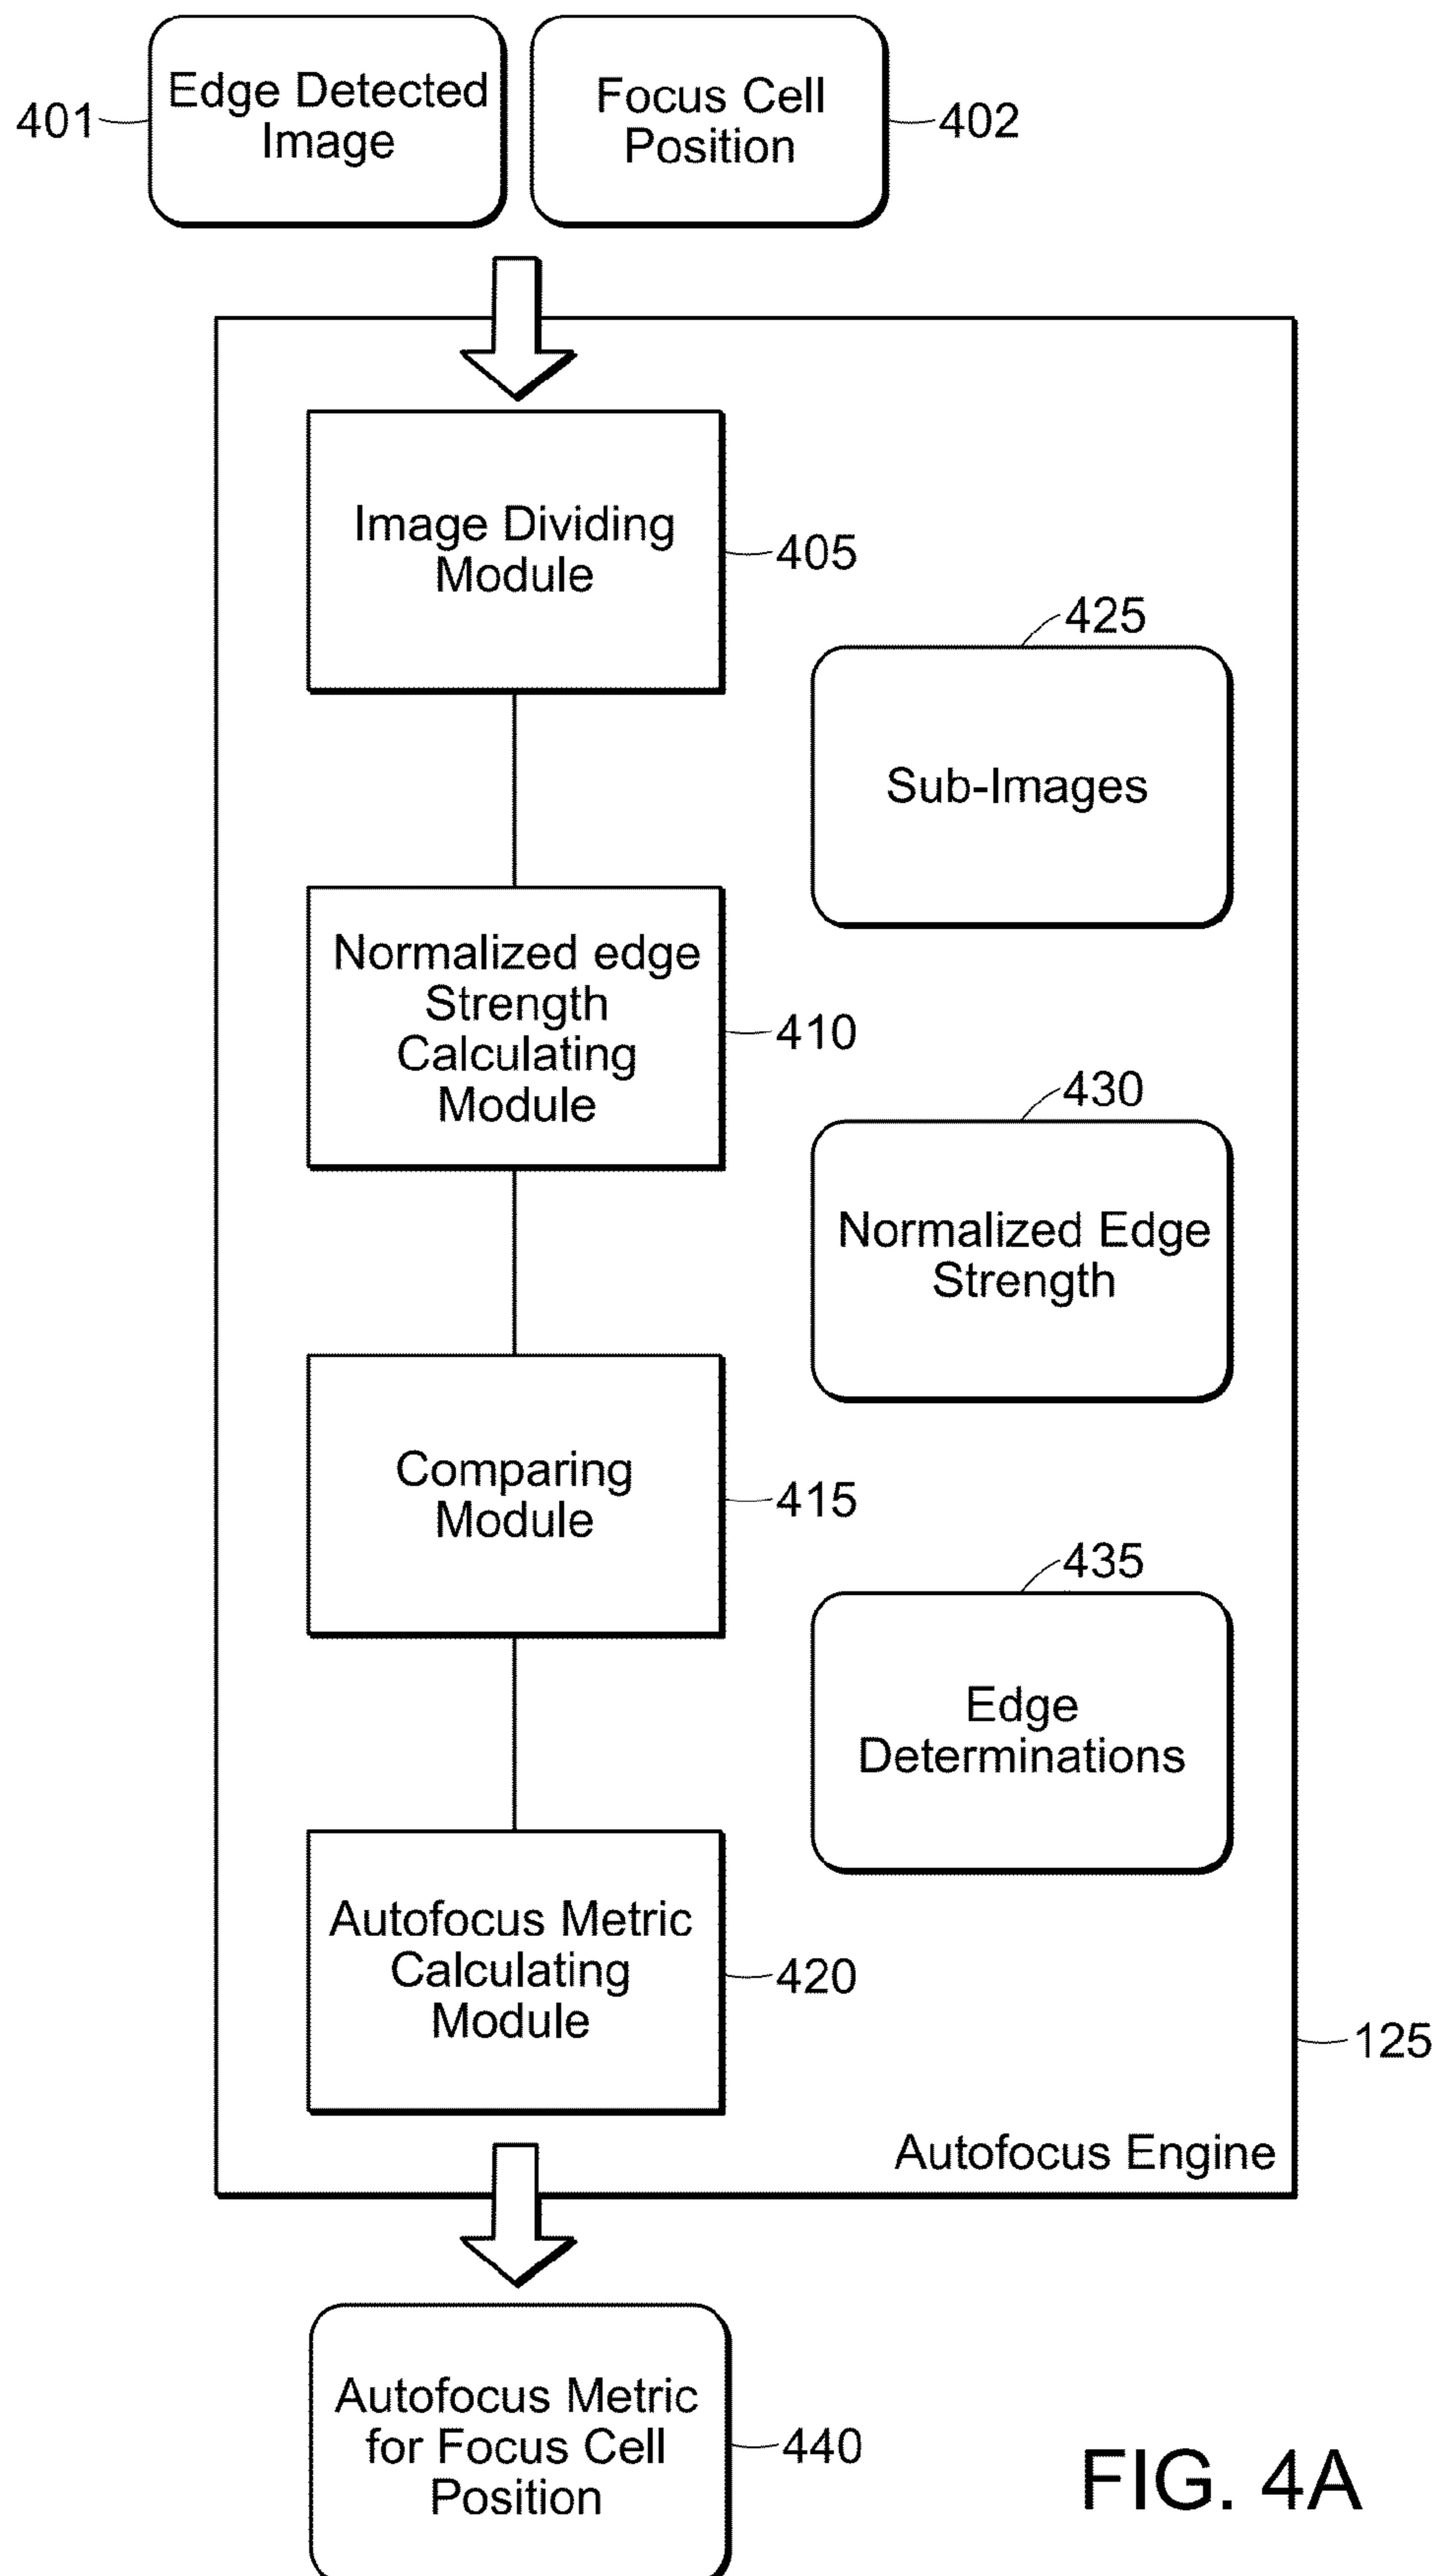 401
Edge Detected
Image
Focus Cell
Position
402
Image Dividing
Module
405
425
Sub-Images
Normalized edge
Strength
Calculating
Module
410
430
Normalized Edge
Strength
Comparing
Module
415
435
Edge
Determinations
Autofocus Metric
Calculating
Module
420
125
Autofocus Engine
Autofocus Metric
for Focus Cell
Position
440
FIG. 4A